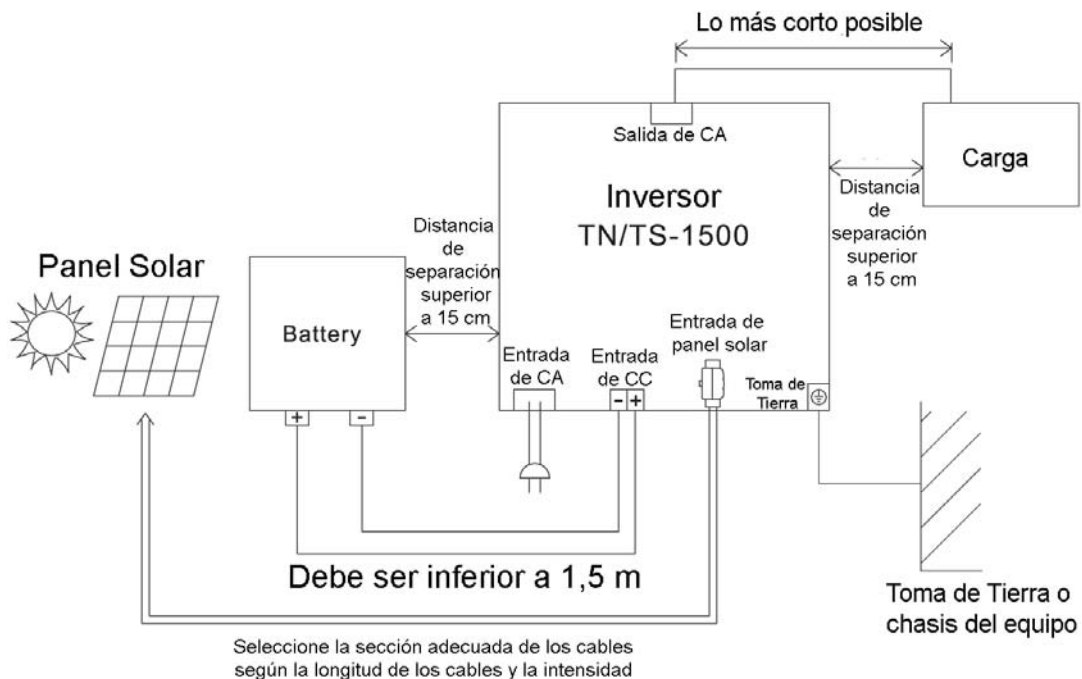 Lo más corto posible
Salida de CA
Carga
Inversor
TN/TS-1500
Distancia
de
separación
superior
a 15 cm
Distancia
de
separación
superior
a 15 cm
Panel Solar
Battery
Entrada de
panel solar
Entrada
de CA
Entrada
de CC
Toma de
Tierra
- +
+ -
Debe ser inferior a 1,5 m
Toma de Tierra o
chasis del equipo
Seleccione la sección adecuada de los cables
según la longitud de los cables y la intensidad